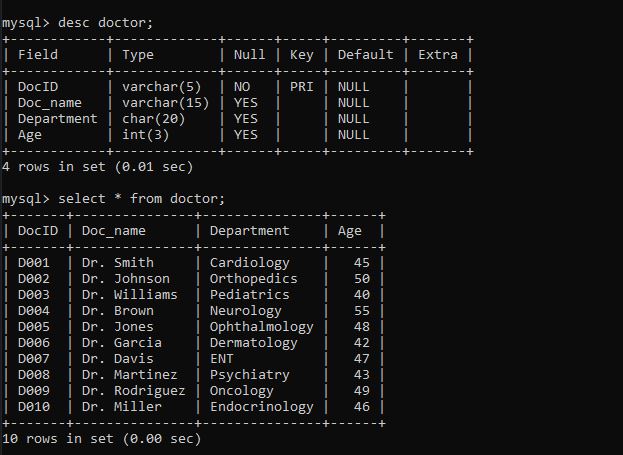 mysql> desc doctor;
+------------+-------------+------+-----+---------+-------+
| Field      | Type        | Null | Key | Default | Extra |
+------------+-------------+------+-----+---------+-------+
| DocID      | varchar(5)  | NO   | PRI | NULL    |       |
| Doc_name   | varchar(15) | YES  |     | NULL    |       |
| Department | char(20)    | YES  |     | NULL    |       |
| Age        | int(3)      | YES  |     | NULL    |       |
+------------+-------------+------+-----+---------+-------+
4 rows in set (0.01 sec)
mysql> select * from doctor;
+-------+---------------+---------------+------+
| DocID | Doc_name      | Department    | Age  |
+-------+---------------+---------------+------+
| D001  | Dr. Smith     | Cardiology    |   45 |
| D002  | Dr. Johnson   | Orthopedics   |   50 |
| D003  | Dr. Williams  | Pediatrics    |   40 |
| D004  | Dr. Brown     | Neurology     |   55 |
| D005  | Dr. Jones     | Ophthalmology |   48 |
| D006  | Dr. Garcia    | Dermatology   |   42 |
| D007  | Dr. Davis     | ENT           |   47 |
| D008  | Dr. Martinez  | Psychiatry    |   43 |
| D009  | Dr. Rodriguez | Oncology      |   49 |
| D010  | Dr. Miller    | Endocrinology |   46 |
+-------+---------------+---------------+------+
10 rows in set (0.00 sec)